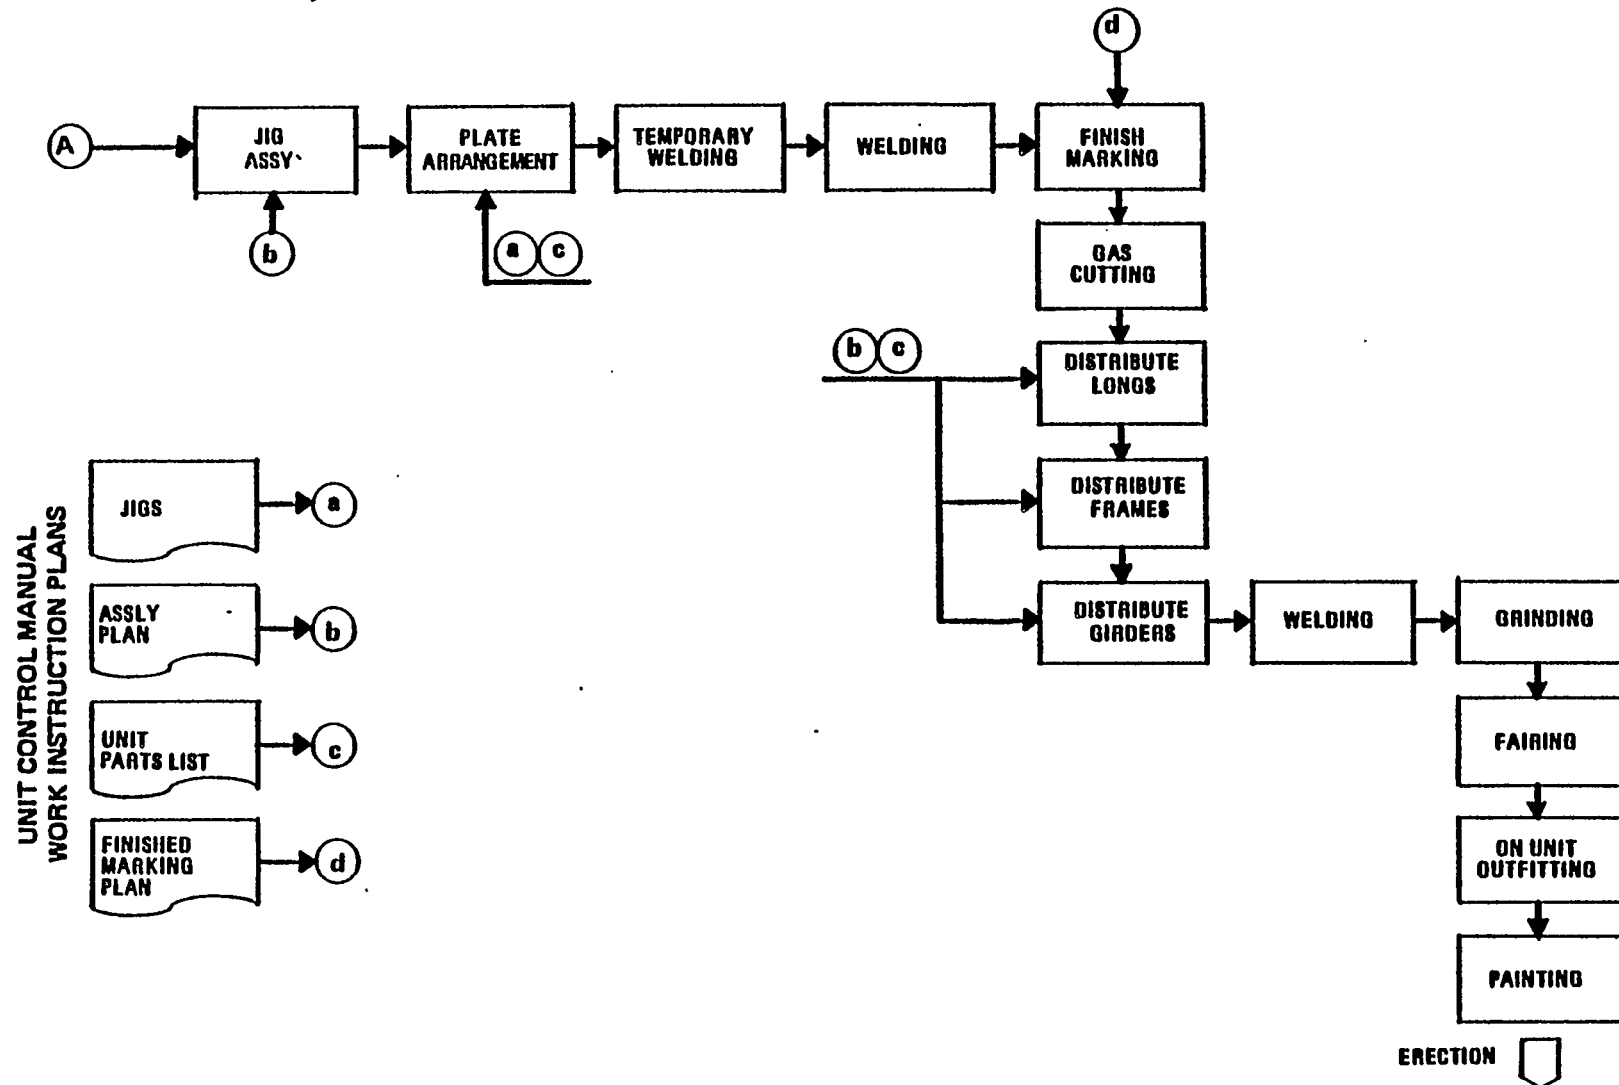 d
A
JIG
ASSY
PLATE
ARRANGEMENT
TEMPORARY
WELDING
WELDING
FINISH
MARKING
b
a c
GAS
CUTTING
b c
DISTRIBUTE
LONGS
DISTRIBUTE
FRAMES
DISTRIBUTE
GIRDERS
WELDING
GRINDING
FAIRING
ON UNIT
OUTFITTING
PAINTING
ERECTION
UNIT CONTROL MANUAL
WORK INSTRUCTION PLANS
JIGS
a
ASSLY
PLAN
b
UNIT
PARTS LIST
c
FINISHED
MARKING
PLAN
d